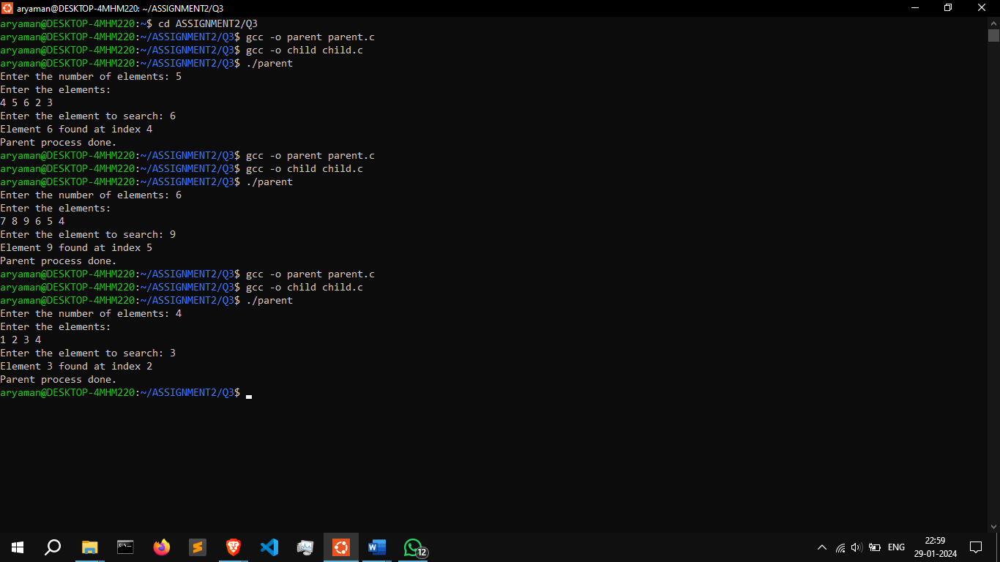 aryaman@DESKTOP-4MHM220: ~/ASSIGNMENT2/Q3
aryaman@DESKTOP-4MHM220:~$ cd ASSIGNMENT2/Q3
aryaman@DESKTOP-4MHM220:~/ASSIGNMENT2/Q3$ gcc -o parent parent.c
aryaman@DESKTOP-4MHM220:~/ASSIGNMENT2/Q3$ gcc -o child child.c
aryaman@DESKTOP-4MHM220:~/ASSIGNMENT2/Q3$ ./parent
Enter the number of elements: 5
Enter the elements:
4 5 6 2 3
Enter the element to search: 6
Element 6 found at index 4
Parent process done.
aryaman@DESKTOP-4MHM220:~/ASSIGNMENT2/Q3$ gcc -o parent parent.c
aryaman@DESKTOP-4MHM220:~/ASSIGNMENT2/Q3$ gcc -o child child.c
aryaman@DESKTOP-4MHM220:~/ASSIGNMENT2/Q3$ ./parent
Enter the number of elements: 6
Enter the elements:
7 8 9 6 5 4
Enter the element to search: 9
Element 9 found at index 5
Parent process done.
aryaman@DESKTOP-4MHM220:~/ASSIGNMENT2/Q3$ gcc -o parent parent.c
aryaman@DESKTOP-4MHM220:~/ASSIGNMENT2/Q3$ gcc -o child child.c
aryaman@DESKTOP-4MHM220:~/ASSIGNMENT2/Q3$ ./parent
Enter the number of elements: 4
Enter the elements:
1 2 3 4
Enter the element to search: 3
Element 3 found at index 2
Parent process done.
aryaman@DESKTOP-4MHM220:~/ASSIGNMENT2/Q3$
12
ENG
22:59
29-01-2024